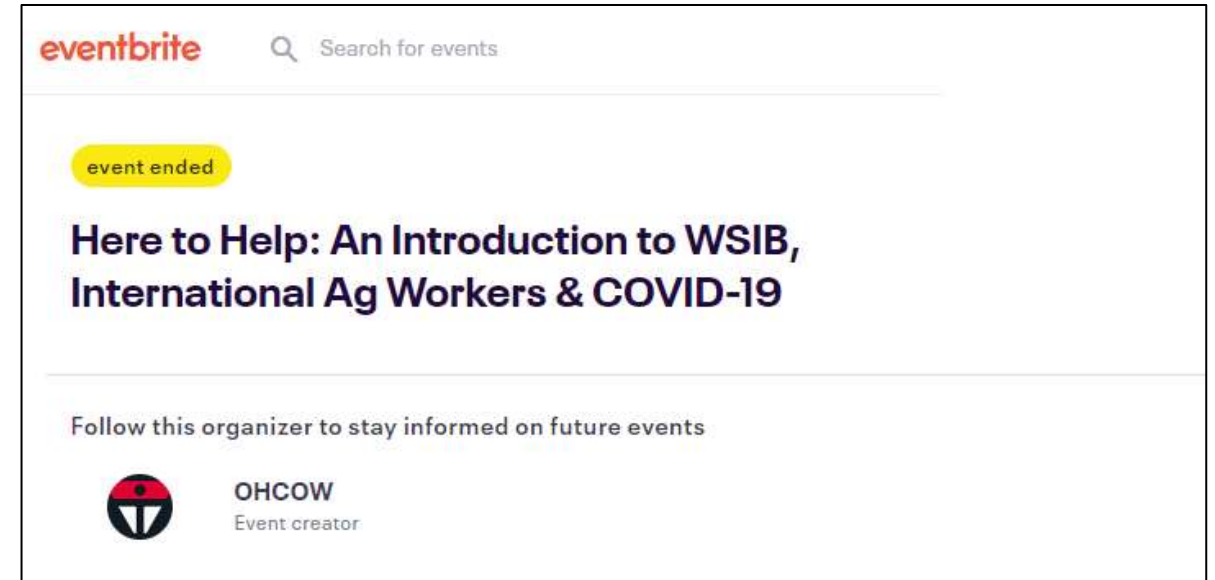 eventbrite Search for events
event ended
Here to Help: An Introduction to WSIB,
International Ag Workers & COVID-19
Follow this organizer to stay informed on future events
OHCOW
Event creator